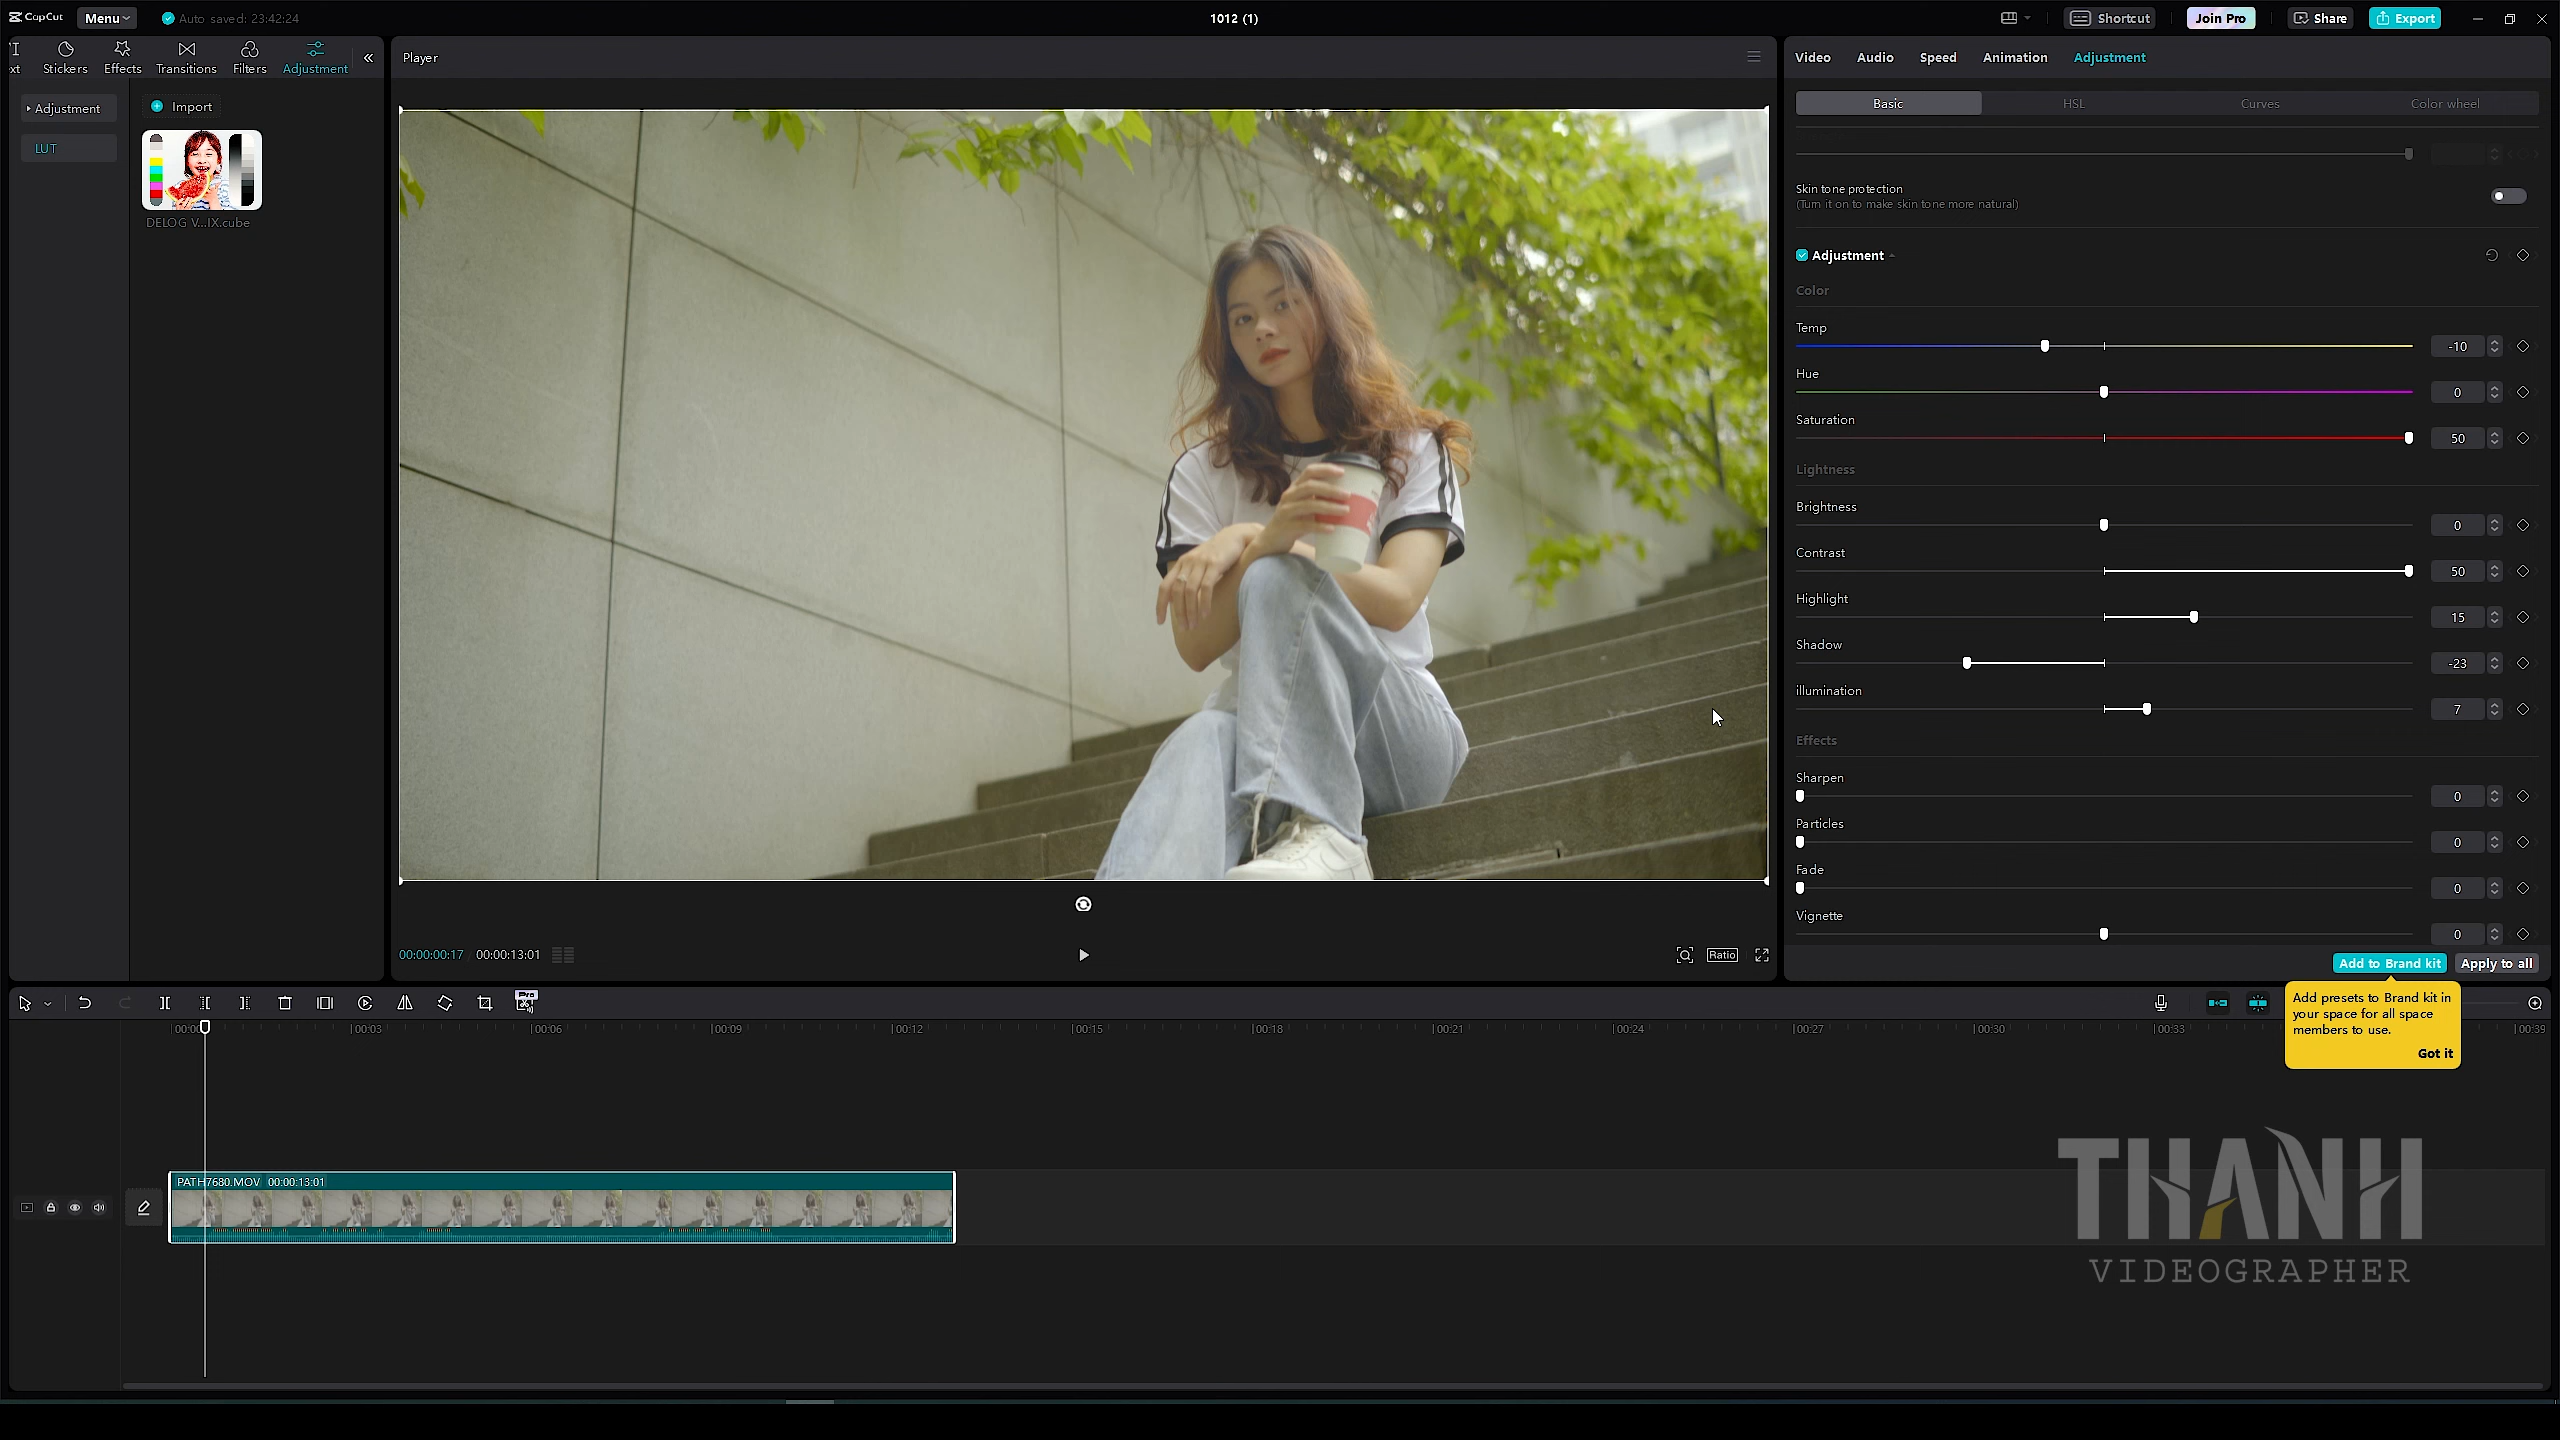 CapCut
Menu
Auto saved: 23:42:24
1012 (1)
Shortcut
Join Pro
Share
Export
xt
Stickers
Effects
Transitions
Filters
Adjustment
Adjustment
LUT
Import
DELOG V...IX.cube
Player
00:00:00:17
00:00:13:01
Ratio
Video
Audio
Speed
Animation
Adjustment
Basic
HSL
Curves
Color wheel
Skin tone protection
(Turn it on to make skin tone more natural)
Adjustment
Color
Temp
-10
Hue
0
Saturation
50
Lightness
Brightness
0
Contrast
50
Highlight
15
Shadow
-23
illumination
7
Effects
Sharpen
0
Particles
0
Fade
0
Vignette
0
Add to Brand kit
Apply to all
Add presets to Brand kit in
your space for all space
members to use.
Got it
Pro
00:00
00:03
00:06
00:09
00:12
00:15
00:18
00:21
00:24
00:27
00:30
00:33
00:39
PATH7680.MOV 00:00:13:01
THANH
VIDEOGRAPHER